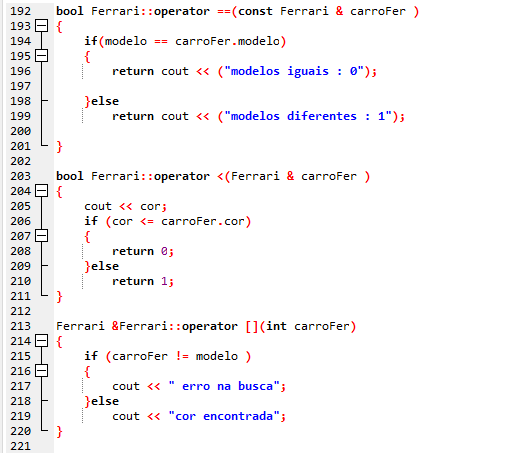 192 bool Ferrari::operator ==(const Ferrari & carroFer )
193 {
194     if(modelo == carroFer.modelo)
195     {
196         return cout << ("modelos iguais : 0");
197
198     }else
199         return cout << ("modelos diferentes : 1");
200
201 }
202
203 bool Ferrari::operator <(Ferrari & carroFer )
204 {
205     cout << cor;
206     if (cor <= carroFer.cor)
207     {
208         return 0;
209     }else
210         return 1;
211 }
212
213 Ferrari &Ferrari::operator [](int carroFer)
214 {
215     if (carroFer != modelo )
216     {
217         cout << " erro na busca";
218     }else
219         cout << "cor encontrada";
220 }
221